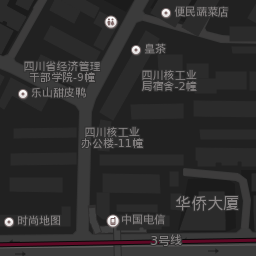 便民蔬菜店
皇茶
四川省经济管理
干部学院-9幢
四川核工业
局宿舍-2幢
乐山甜皮鸭
四川核工业
办公楼-11幢
华侨大厦
时尚地图
中国电信
3号线